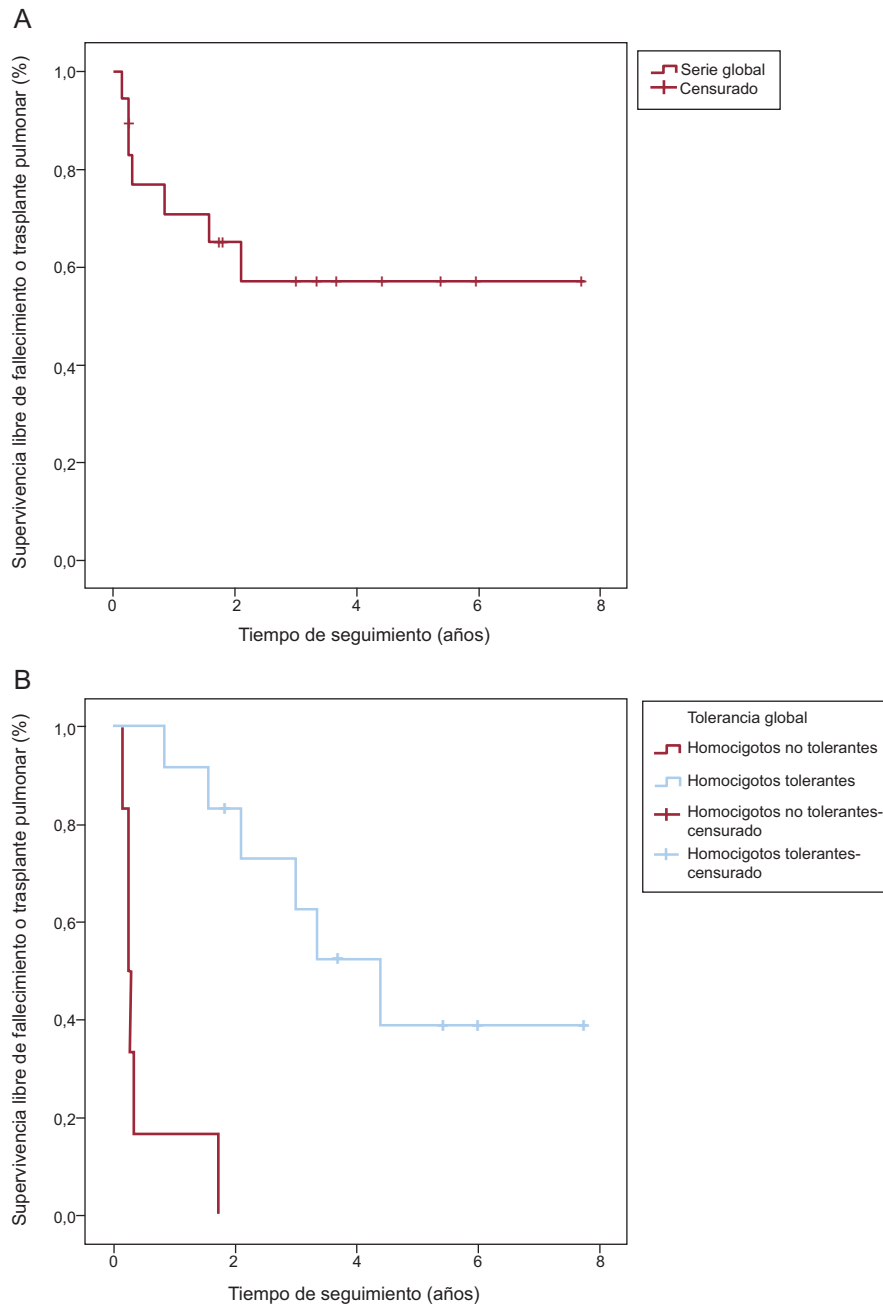 A
Supervivencia libre de fallecimiento o trasplante pulmonar (%)
1,0
0,8
0,6
0,4
0,2
0,0
0
2
4
6
8
Tiempo de seguimiento (años)
Serie global
Censurado
B
Supervivencia libre de fallecimiento o trasplante pulmonar (%)
1,0
0,8
0,6
0,4
0,2
0,0
0
2
4
6
8
Tiempo de seguimiento (años)
Tolerancia global
Homocigotos no tolerantes
Homocigotos tolerantes
Homocigotos no tolerantes-
censurado
Homocigotos tolerantes-
censurado